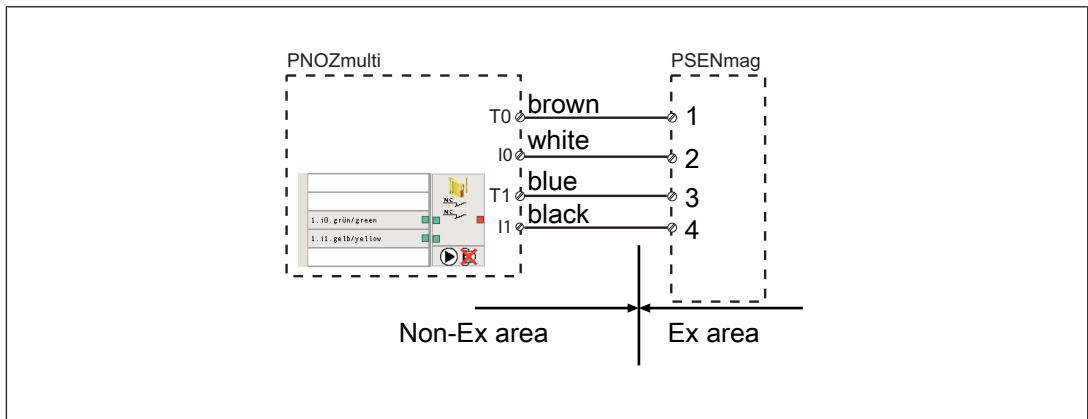 PNOZmulti
PSENmag
T0 brown 1
I0 white 2
T1 blue 3
I1 black 4
NC
NC
1.i0.grün/green
1.i1.gelb/yellow
Non-Ex area
Ex area